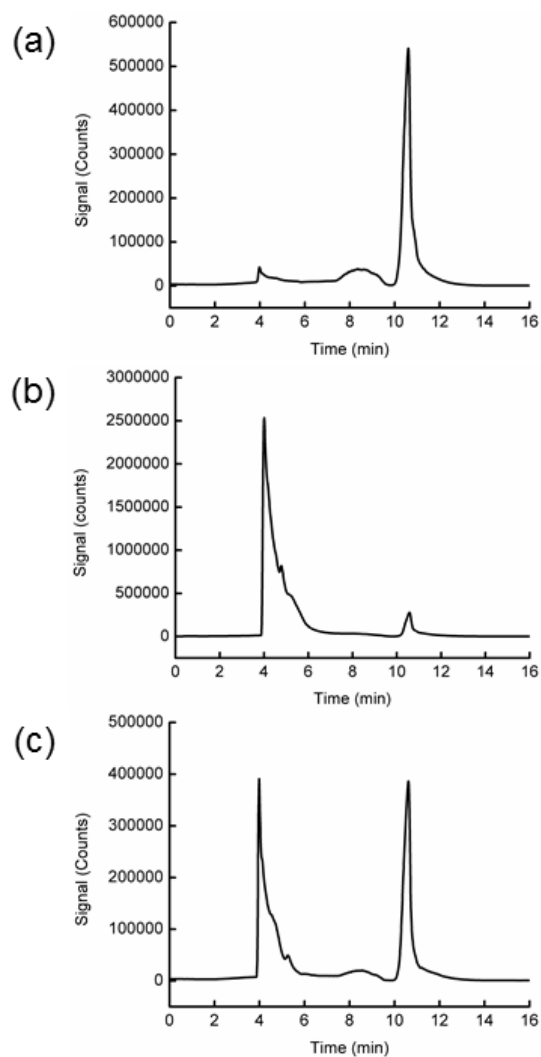 (a)
600000
500000
400000
300000
200000
100000
0
Signal (Counts)
0 2 4 6 8 10 12 14 16
Time (min)
(b)
3000000
2500000
2000000
1500000
1000000
500000
0
Signal (counts)
0 2 4 6 8 10 12 14 16
Time (min)
(c)
500000
400000
300000
200000
100000
0
Signal (Counts)
0 2 4 6 8 10 12 14 16
Time (min)